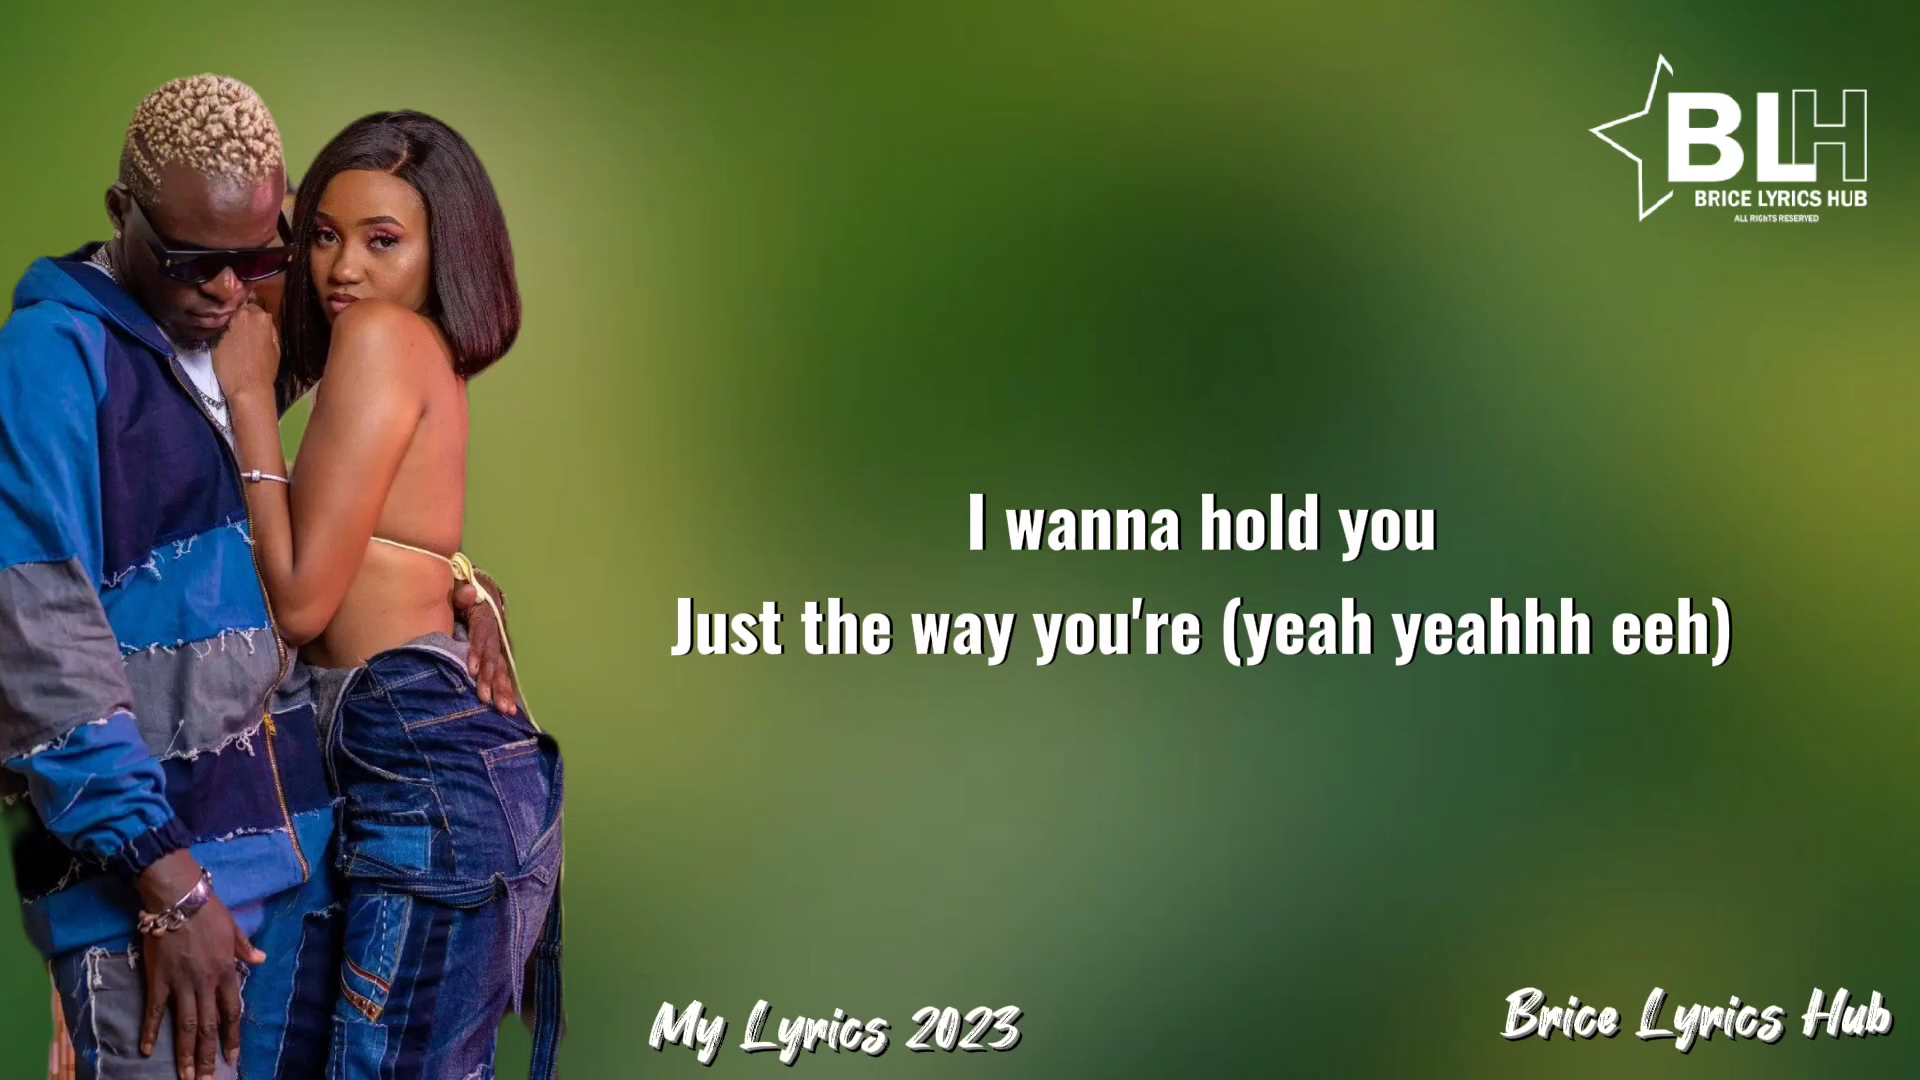 BLH
BRICE LYRICS HUB
ALL RIGHTS RESERVED
I wanna hold you
Just the way you're (yeah yeahhh eeh)
My Lyrics 2023
Brice Lyrics Hub